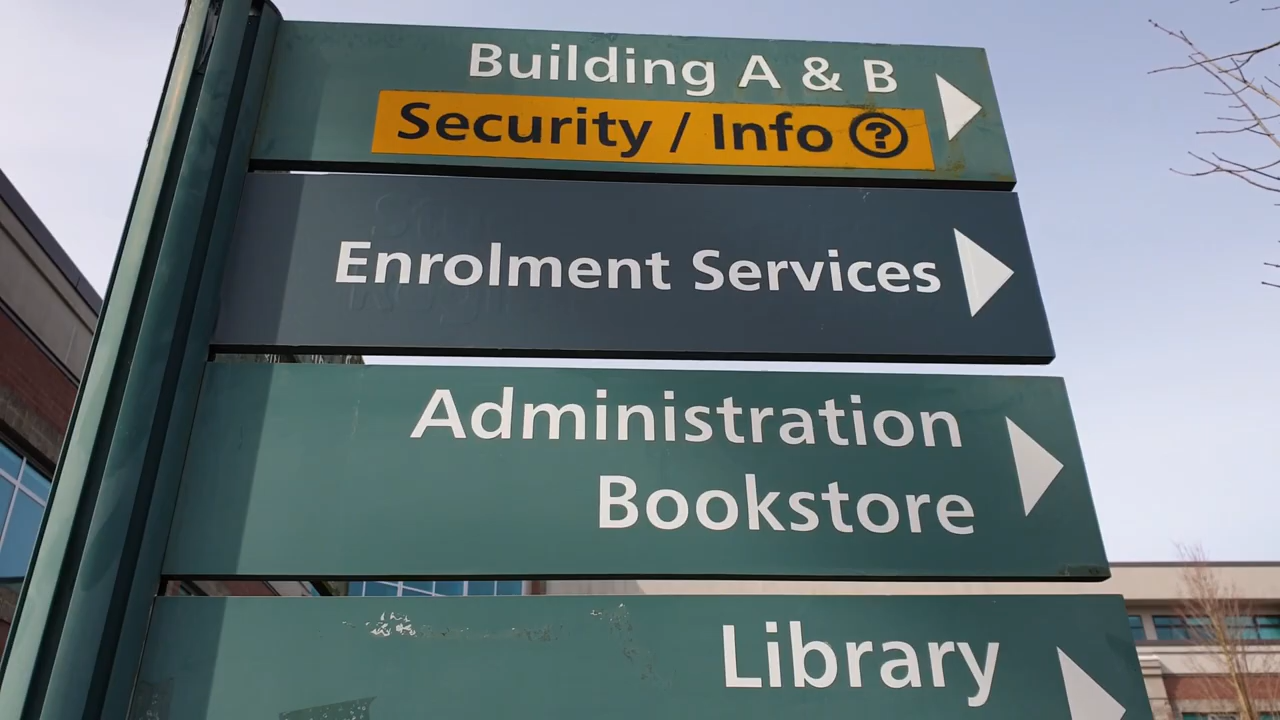 Building A & B
Security / Info ?
Enrolment Services
Administration
Bookstore
Library